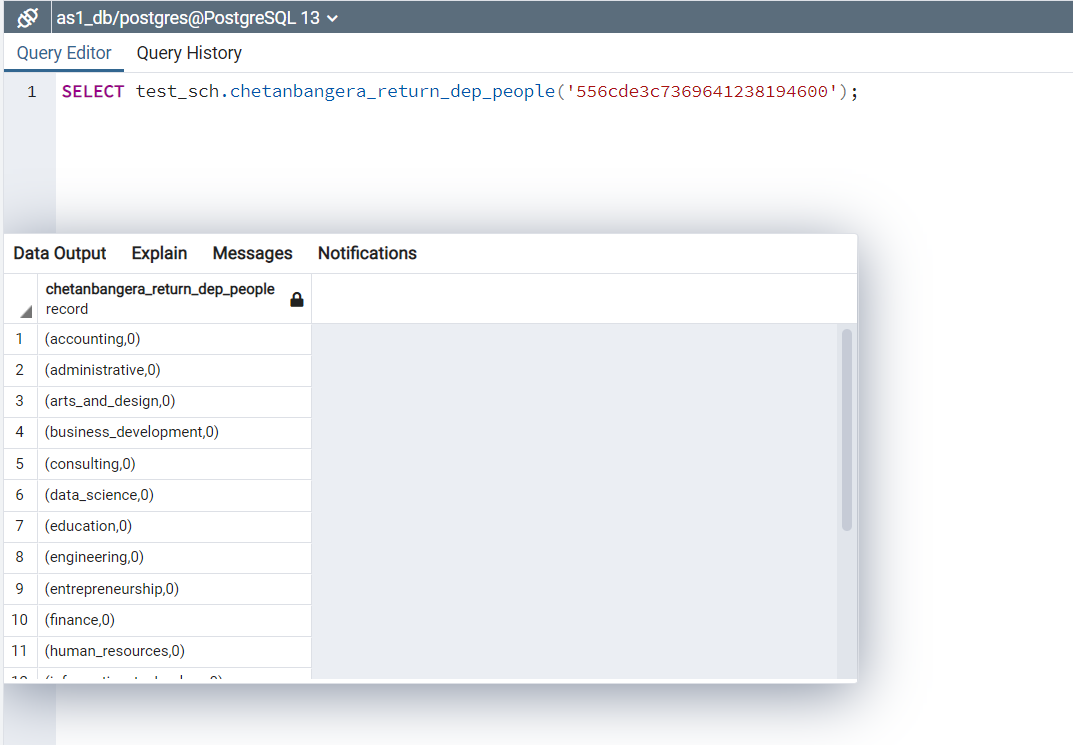 as1_db/postgres@PostgreSQL 13
Query Editor Query History
1 SELECT test_sch.chetanbangera_return_dep_people('556cde3c7369641238194600');
Data Output Explain Messages Notifications
chetanbangera_return_dep_people
record
1 (accounting,0)
2 (administrative,0)
3 (arts_and_design,0)
4 (business_development,0)
5 (consulting,0)
6 (data_science,0)
7 (education,0)
8 (engineering,0)
9 (entrepreneurship,0)
10 (finance,0)
11 (human_resources,0)